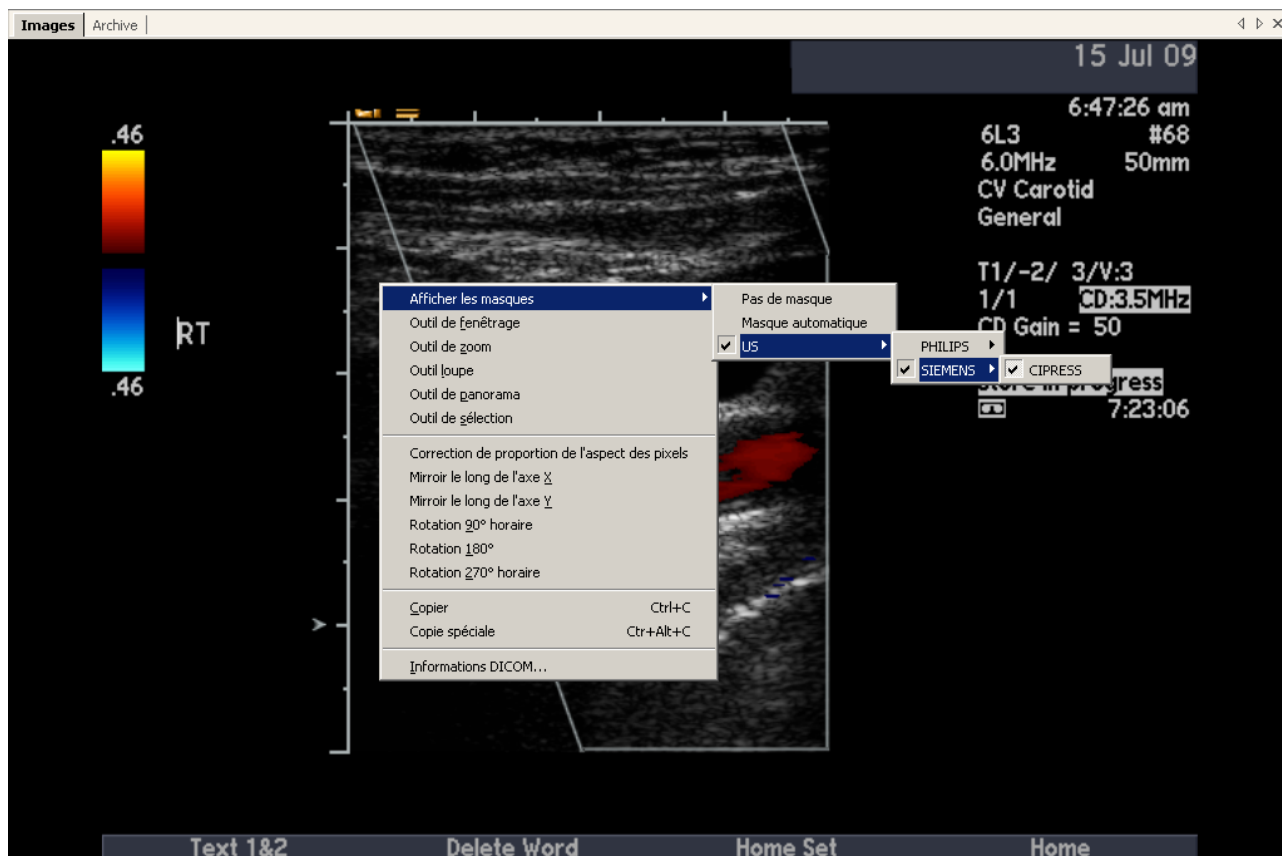 Images Archive
15 Jul 09
6:47:26 am
6L3 #68
6.0MHz 50mm
CV Carotid
General
T1/-2/ 3/V:3
1/1 CD:3.5MHz
CD Gain = 50
Store in progress
7:23:06
.46
RT
.46
Afficher les masques
Outil de fenêtrage
Outil de zoom
Outil loupe
Outil de panorama
Outil de sélection
Correction de proportion de l'aspect des pixels
Mirroir le long de l'axe X
Mirroir le long de l'axe Y
Rotation 90° horaire
Rotation 180°
Rotation 270° horaire
Copier Ctrl+C
Copie spéciale Ctr+Alt+C
Informations DICOM...
Pas de masque
Masque automatique
US
PHILIPS
SIEMENS
CIPRESS
Text 1&2 Delete Word Home Set Home